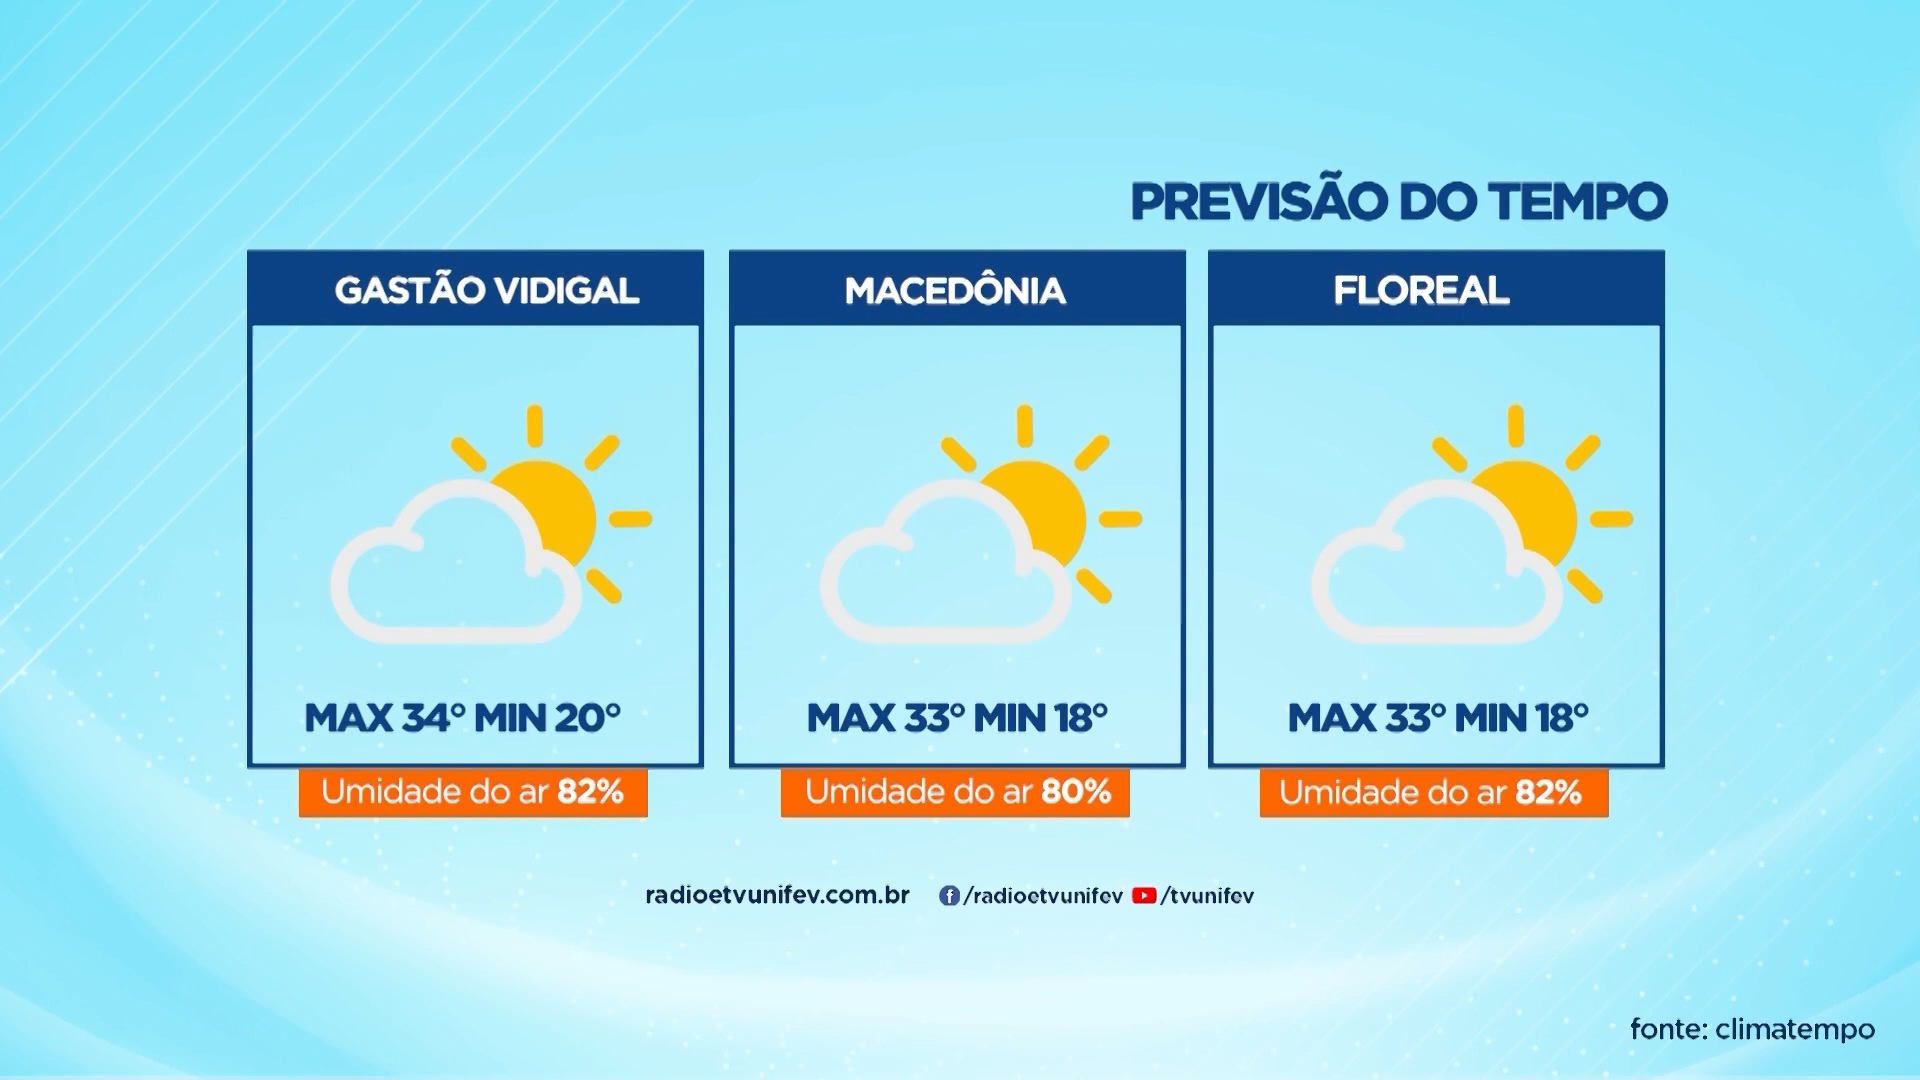 PREVISÃO DO TEMPO
GASTÃO VIDIGAL
MAX 34° MIN 20°
Umidade do ar 82%
MACEDÔNIA
MAX 33° MIN 18°
Umidade do ar 80%
FLOREAL
MAX 33° MIN 18°
Umidade do ar 82%
radioetvunifev.com.br /radioetvunifev /tvunifev
fonte: climatempo